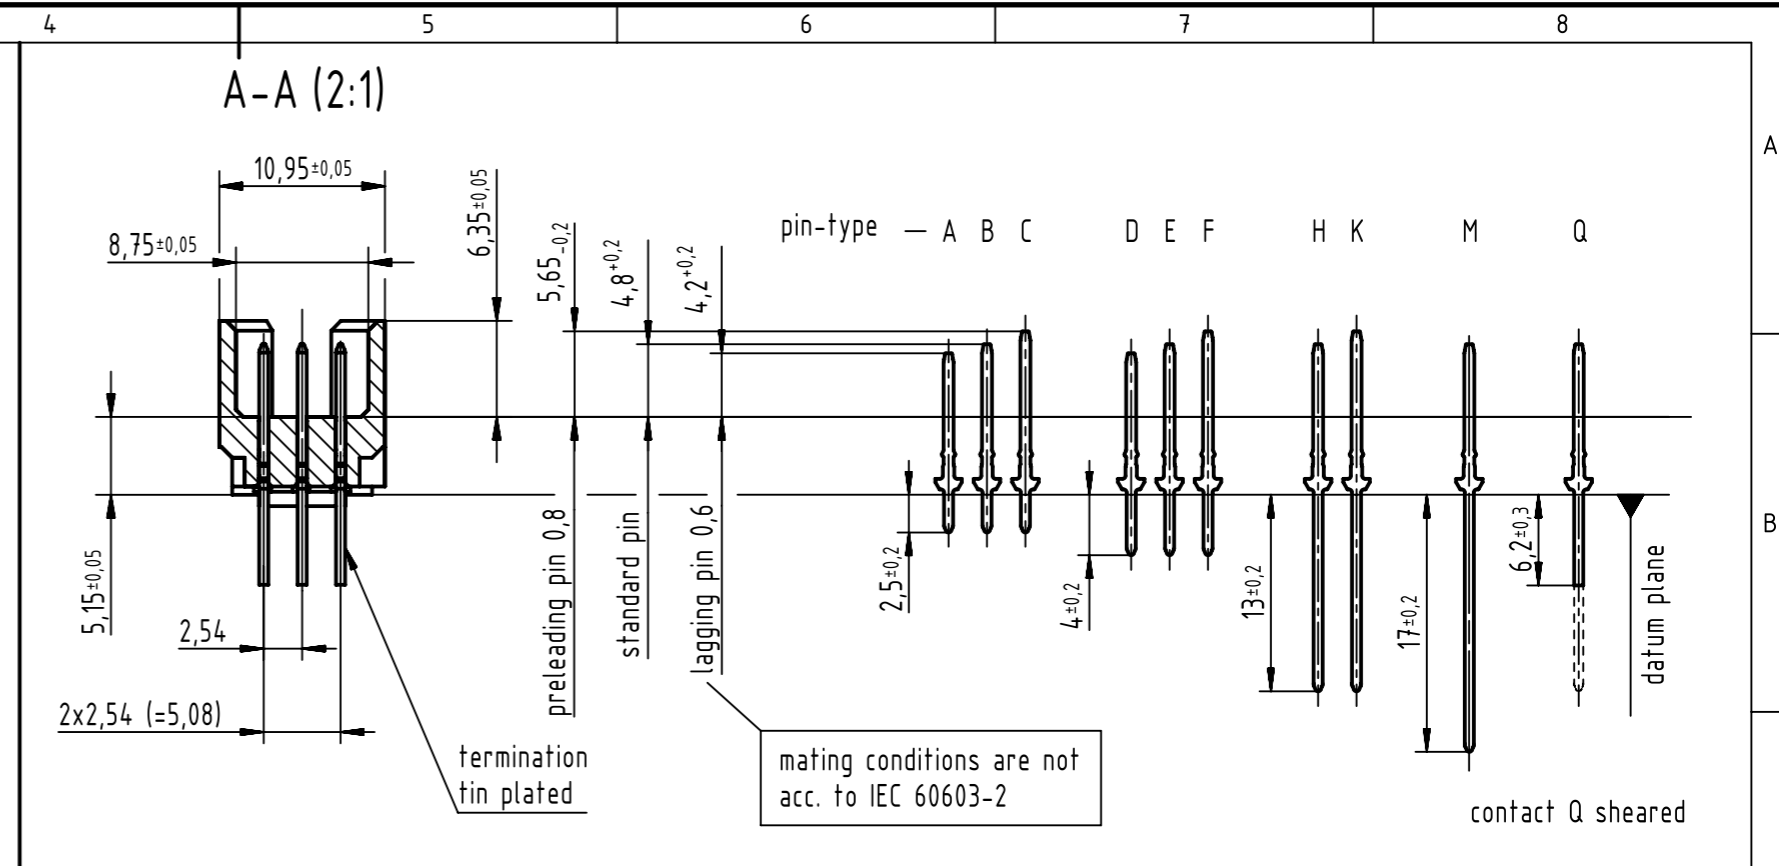 4 5 6 7 8
A-A (2:1)
A
10,95±0,05
8,75±0,05
6,35±0,05
5,65-0,2
4,8+0,2
4,2+0,2
pin-type — A B C D E F H K M Q
B
5,15±0,05
2,54
2x2,54 (=5,08)
preleading pin 0,8
standard pin
lagging pin 0,6
2,5±0,2
4±0,2
13±0,2
17±0,2
6,2±0,3
datum plane
termination
tin plated
mating conditions are not
acc. to IEC 60603-2
contact Q sheared